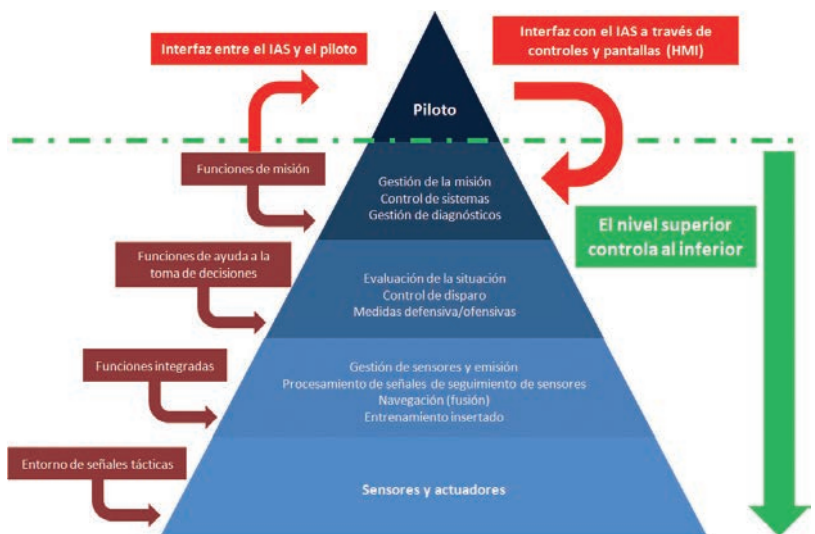 Interfaz entre el IAS y el piloto
Interfaz con el IAS a través de
controles y pantallas (HMI)
Piloto
Funciones de misión
Gestión de la misión
Control de sistemas
Gestión de diagnósticos
El nivel superior
controla al inferior
Funciones de ayuda a la
toma de decisiones
Evaluación de la situación
Control de disparo
Medidas defensiva/ofensivas
Funciones integradas
Gestión de sensores y emisión
Procesamiento de señales de seguimiento de sensores
Navegación (fusión)
Entrenamiento insertado
Entorno de señales tácticas
Sensores y actuadores